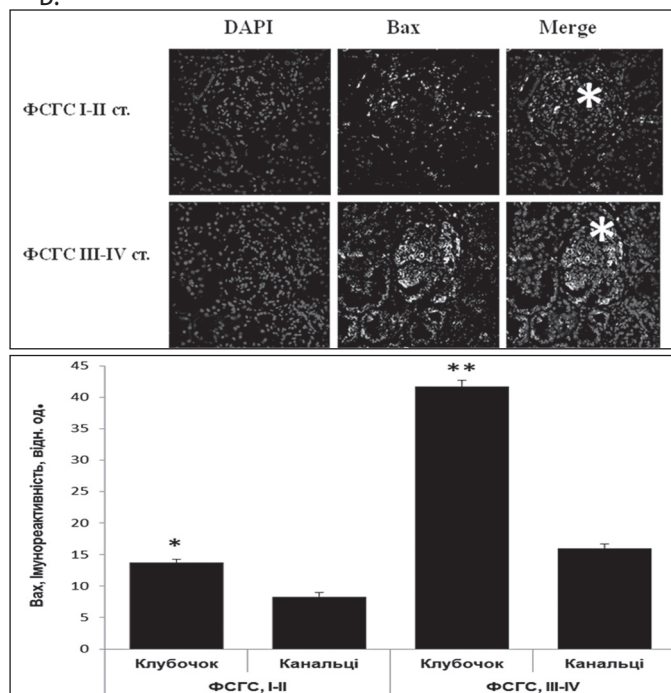 В.
DAPI Bax Merge
ФСГС I-II ст.
*
ФСГС III-IV ст.
*
Bax, Імунореактивність, відн. од.
45
40
35
30
25
20
15
10
5
0
*
**
Клубочок Канальці Клубочок Канальці
ФСГС, I-II ФСГС, III-IV